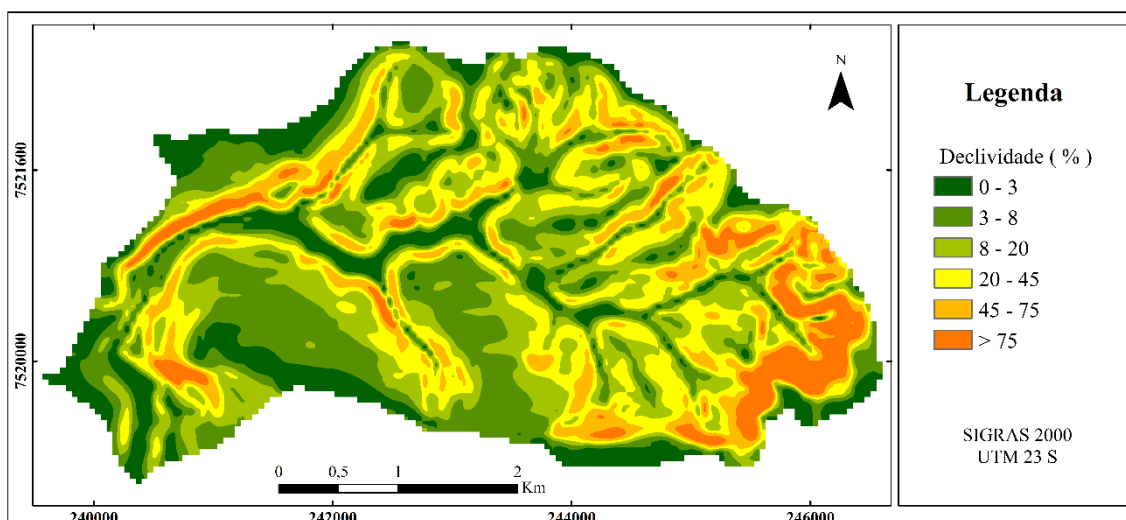 N
Legenda
Declividade ( % )
0 - 3
3 - 8
8 - 20
20 - 45
45 - 75
> 75
7521600
7520000
0 0,5 1 2
Km
SIGRAS 2000
UTM 23 S
240000 242000 244000 246000